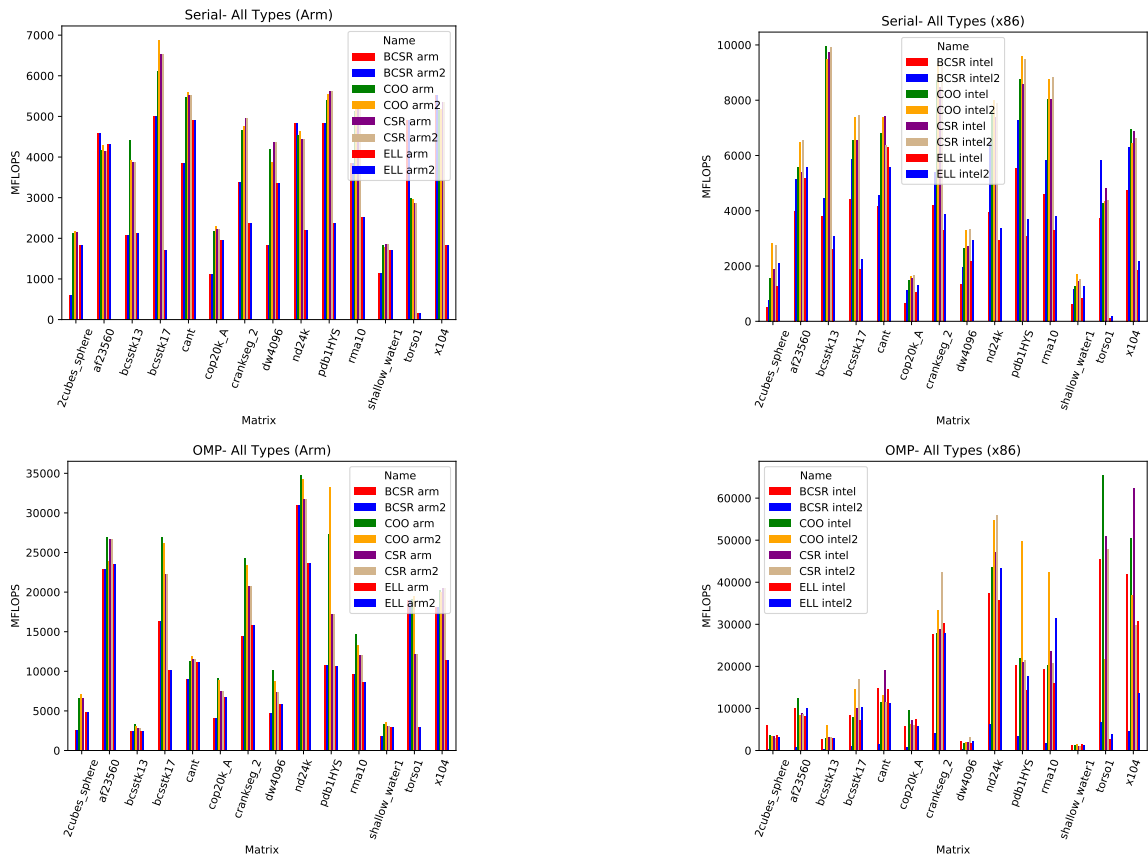 Serial- All Types (Arm)
MFLOPS
7000
6000
5000
4000
3000
2000
1000
0
Name
BCSR arm
BCSR arm2
COO arm
COO arm2
CSR arm
CSR arm2
ELL arm
ELL arm2
2cubes_sphere
af23560
bcsstk13
bcsstk17
cant
cop20k_A
crankseg_2
dw4096
nd24k
pdb1HYS
rma10
shallow_water1
torso1
x104
Matrix
Serial- All Types (x86)
MFLOPS
10000
8000
6000
4000
2000
0
Name
BCSR intel
BCSR intel2
COO intel
COO intel2
CSR intel
CSR intel2
ELL intel
ELL intel2
2cubes_sphere
af23560
bcsstk13
bcsstk17
cant
cop20k_A
crankseg_2
dw4096
nd24k
pdb1HYS
rma10
shallow_water1
torso1
x104
Matrix
OMP- All Types (Arm)
MFLOPS
35000
30000
25000
20000
15000
10000
5000
0
Name
BCSR arm
BCSR arm2
COO arm
COO arm2
CSR arm
CSR arm2
ELL arm
ELL arm2
2cubes_sphere
af23560
bcsstk13
bcsstk17
cant
cop20k_A
crankseg_2
dw4096
nd24k
pdb1HYS
rma10
shallow_water1
torso1
x104
Matrix
OMP- All Types (x86)
MFLOPS
60000
50000
40000
30000
20000
10000
0
Name
BCSR intel
BCSR intel2
COO intel
COO intel2
CSR intel
CSR intel2
ELL intel
ELL intel2
2cubes_sphere
af23560
bcsstk13
bcsstk17
cant
cop20k_A
crankseg_2
dw4096
nd24k
pdb1HYS
rma10
shallow_water1
torso1
x104
Matrix